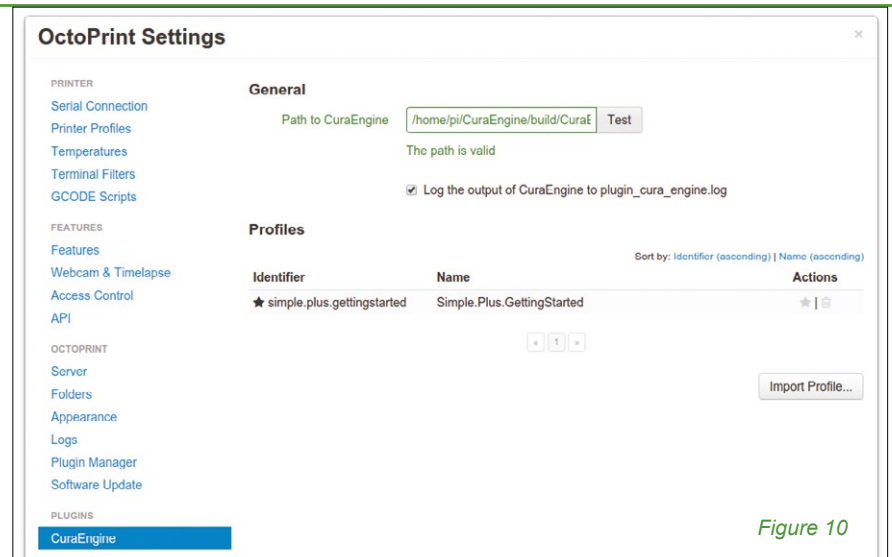 OctoPrint Settings
×
PRINTER
Serial Connection
Printer Profiles
Temperatures
Terminal Filters
GCODE Scripts
FEATURES
Features
Webcam & Timelapse
Access Control
API
OCTOPRINT
Server
Folders
Appearance
Logs
Plugin Manager
Software Update
PLUGINS
CuraEngine
General
Path to CuraEngine /home/pi/CuraEngine/build/CuraE Test
The path is valid
Log the output of CuraEngine to plugin_cura_engine.log
Profiles
Sort by: Identifier (ascending) | Name (ascending)
Identifier Name Actions
simple.plus.gettingstarted Simple.Plus.GettingStarted |
« 1 »
Import Profile...
Figure 10